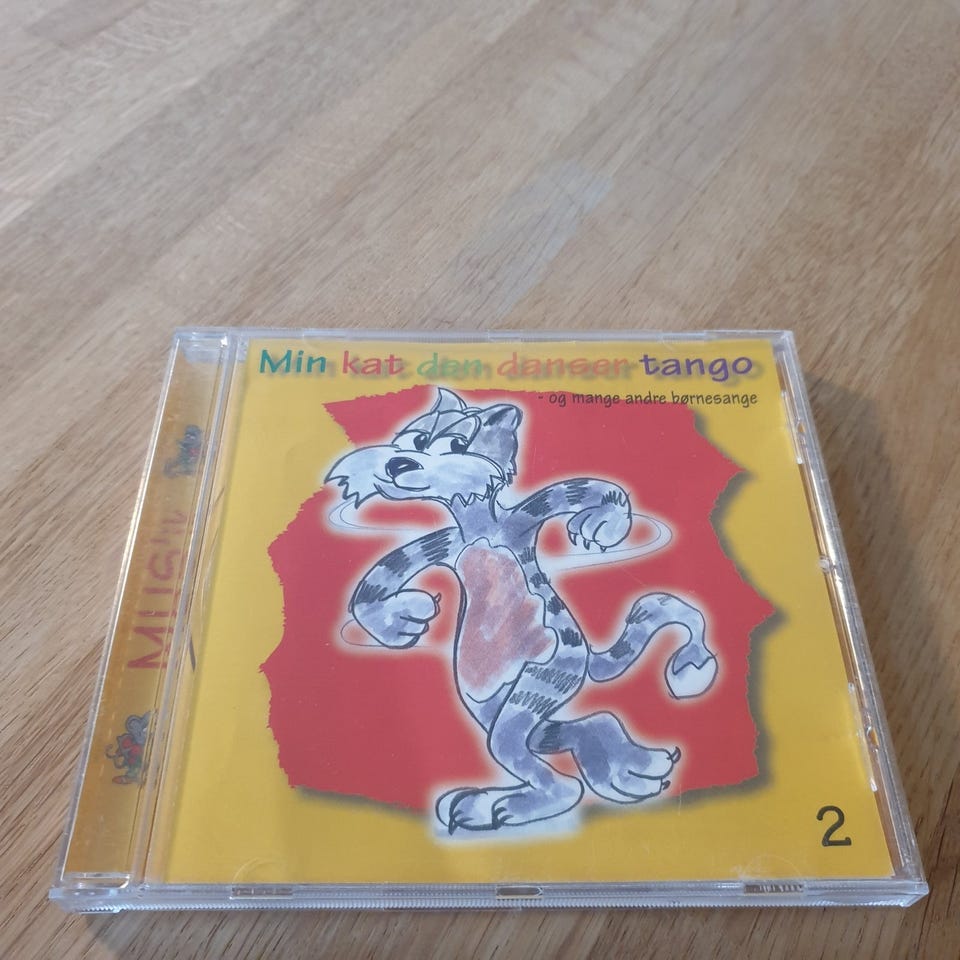 Min kat den danser tango
- og mange andre børnesange
2